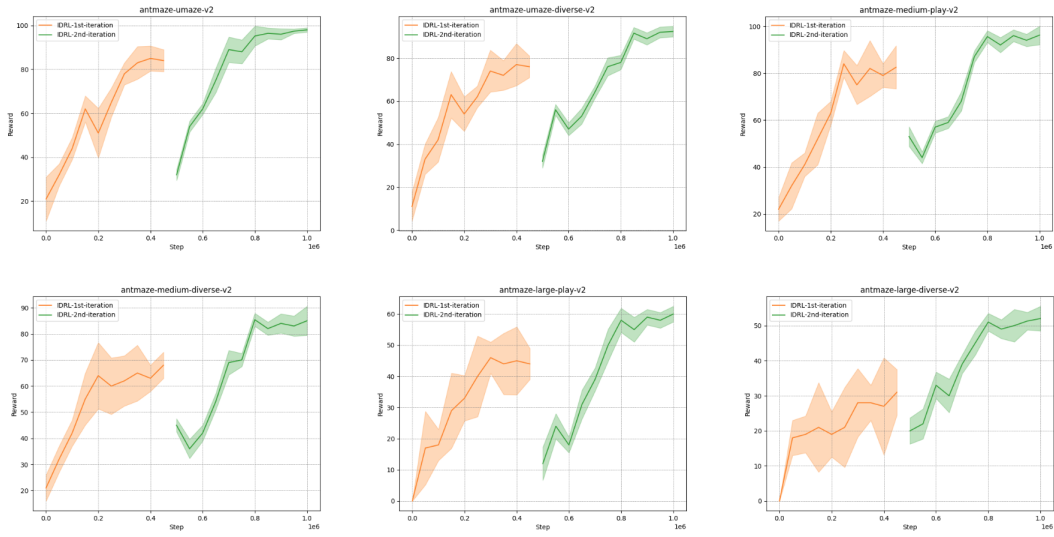 antmaze-umaze-v2
IDRL-1st-iteration
IDRL-2nd-iteration
100
80
60
40
20
Reward
0.0 0.2 0.4 0.6 0.8 1.0
Step
1e6
antmaze-umaze-diverse-v2
IDRL-1st-iteration
IDRL-2nd-iteration
100
80
60
40
20
0
Reward
0.0 0.2 0.4 0.6 0.8 1.0
Step
1e6
antmaze-medium-play-v2
IDRL-1st-iteration
IDRL-2nd-iteration
100
80
60
40
20
Reward
0.0 0.2 0.4 0.6 0.8 1.0
Step
1e6
antmaze-medium-diverse-v2
IDRL-1st-iteration
IDRL-2nd-iteration
90
80
70
60
50
40
30
20
Reward
0.0 0.2 0.4 0.6 0.8 1.0
Step
1e6
antmaze-large-play-v2
IDRL-1st-iteration
IDRL-2nd-iteration
60
50
40
30
20
10
0
Reward
0.0 0.2 0.4 0.6 0.8 1.0
Step
1e6
antmaze-large-diverse-v2
IDRL-1st-iteration
IDRL-2nd-iteration
50
40
30
20
10
0
Reward
0.0 0.2 0.4 0.6 0.8 1.0
Step
1e6